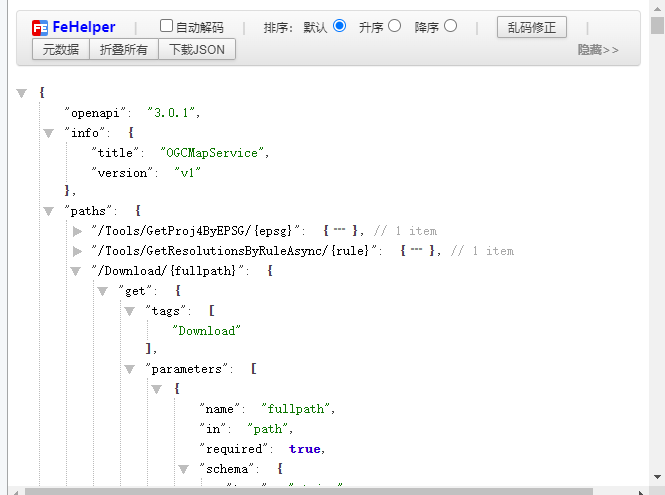 FeHelper | 自动解码 | 排序: 默认 升序 降序 | 乱码修正 |
元数据 折叠所有 下载JSON 隐藏>>
{
"openapi": "3.0.1",
"info": {
"title": "OGCMapService",
"version": "v1"
},
"paths": {
"/Tools/GetProj4ByEPSG/{epsg}": { ··· }, // 1 item
"/Tools/GetResolutionsByRuleAsync/{rule}": { ··· }, // 1 item
"/Download/{fullpath}": {
"get": {
"tags": [
"Download"
],
"parameters": [
{
"name": "fullpath",
"in": "path",
"required": true,
"schema": {